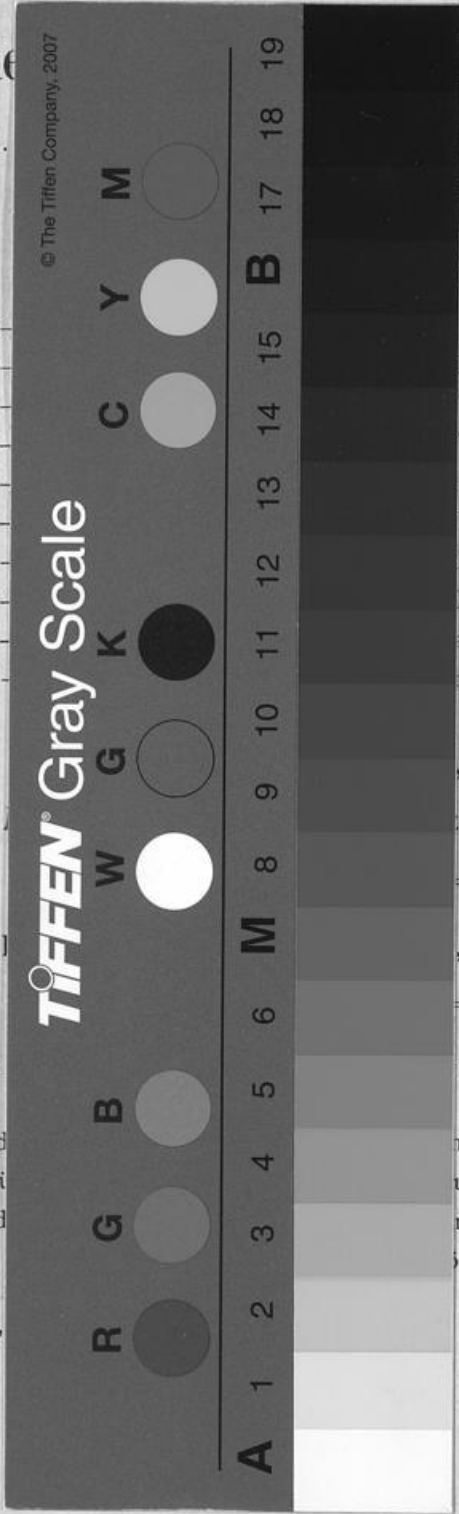 © The Tiffen Company, 2007
TIFFEN® Gray Scale
R G B W G K C Y M
A 1 2 3 4 5 6 M 8 9 10 11 12 13 14 15 B 17 18 19